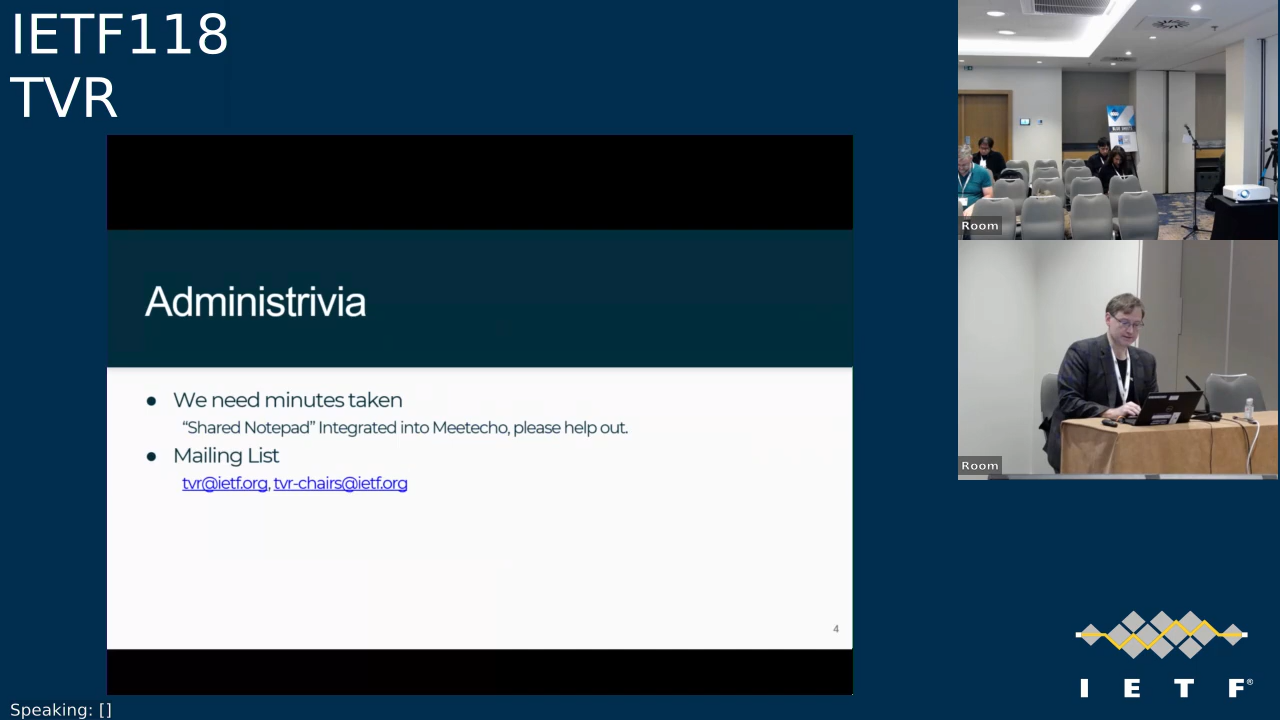 IETF118
TVR
Administrivia
● We need minutes taken
“Shared Notepad” Integrated into Meetecho, please help out.
● Mailing List
tvr@ietf.org, tvr-chairs@ietf.org
4
Room
Room
I E T F®
Speaking: []